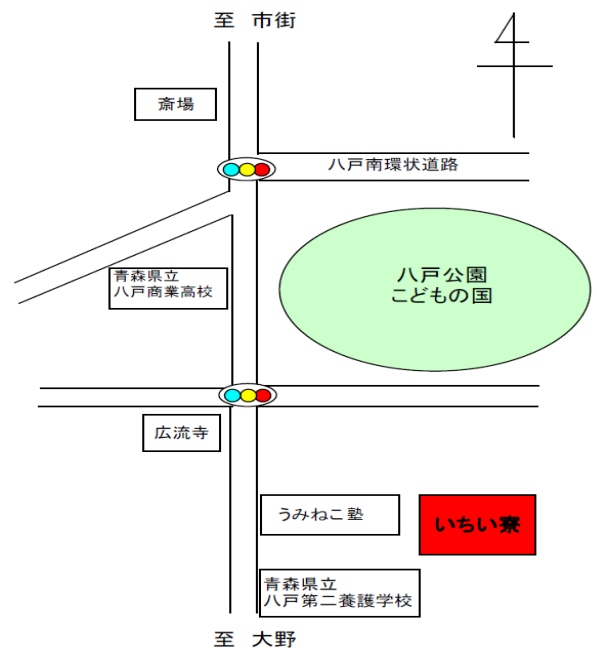 至　市街
斎場
八戸南環状道路
八戸公園
こどもの国
青森県立
八戸商業高校
広流寺
うみねこ塾
いちい寮
青森県立
八戸第二養護学校
至　大野